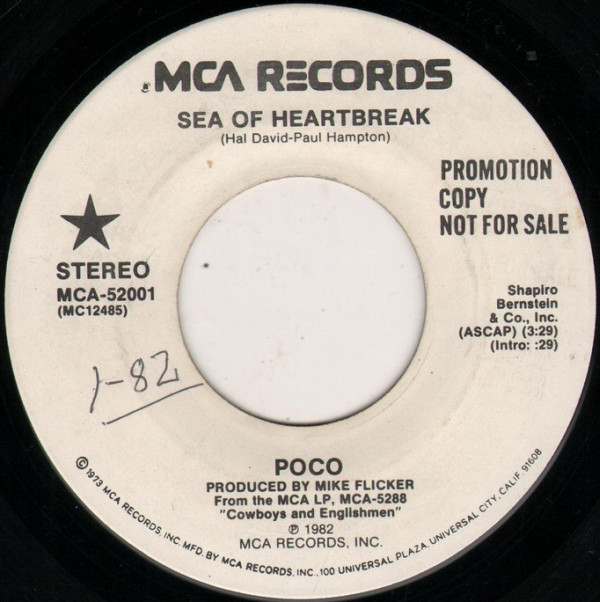 MCA RECORDS
SEA OF HEARTBREAK
(Hal David-Paul Hampton)
PROMOTION
COPY
NOT FOR SALE
STEREO
MCA-52001
(MC12485)
Shapiro
Bernstein
& Co., Inc.
(ASCAP) (3:29)
(Intro: :29)
1-82
POCO
PRODUCED BY MIKE FLICKER
From the MCA LP, MCA-5288
"Cowboys and Englishmen"
℗ 1982
MCA RECORDS, INC.
© 1973 MCA RECORDS, INC. MFD. BY MCA RECORDS, INC., 100 UNIVERSAL PLAZA, UNIVERSAL CITY, CALIF. 91608